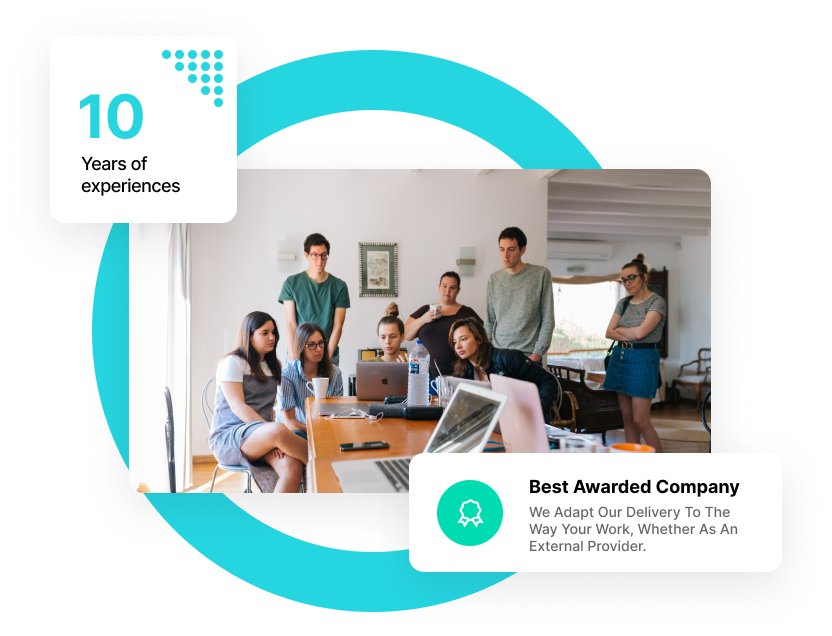 10
Years of
experiences
Best Awarded Company
We Adapt Our Delivery To The
Way Your Work, Whether As An
External Provider.